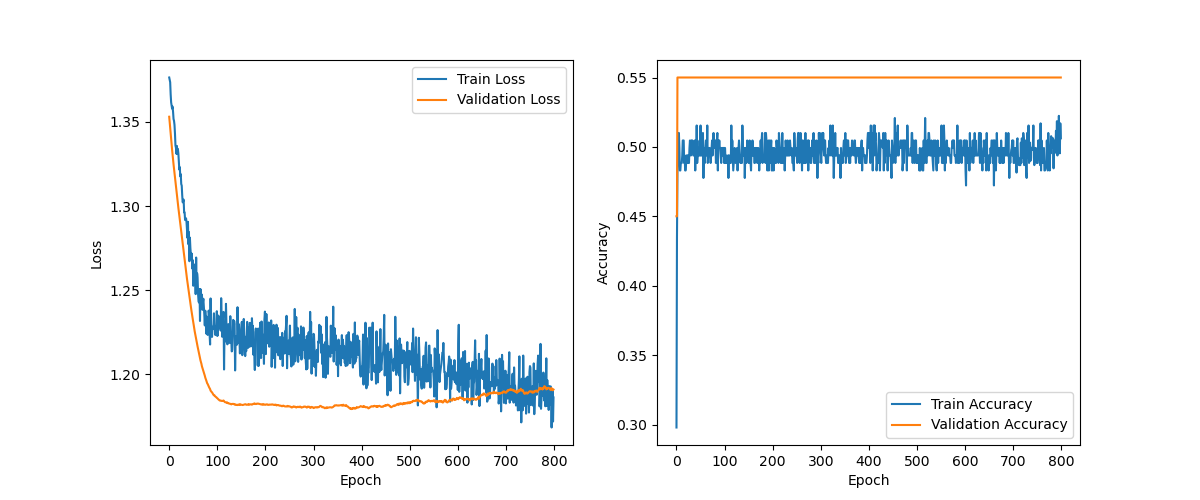 Train Loss
Validation Loss
1.35
1.30
1.25
1.20
Loss
0 100 200 300 400 500 600 700 800
Epoch
0.55
0.50
0.45
0.40
0.35
0.30
Accuracy
Train Accuracy
Validation Accuracy
0 100 200 300 400 500 600 700 800
Epoch